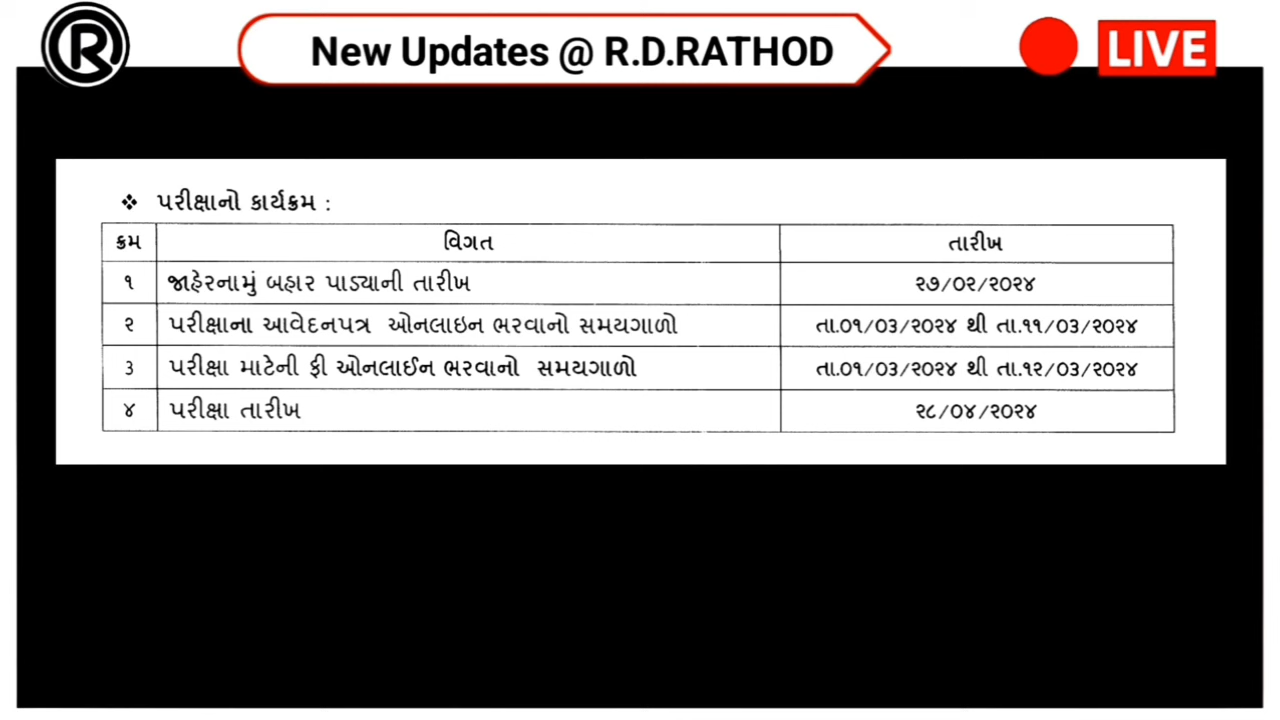 R
New Updates @ R.D.RATHOD
LIVE
❖ પરીક્ષાનો કાર્યક્રમ :
ક્રમ વિગત તારીખ
૧ જાહેરનામું બહાર પાડ્યાની તારીખ ૨૭/૦૨/૨૦૨૪
૨ પરીક્ષાના આવેદનપત્ર ઓનલાઇન ભરવાનો સમયગાળો તા.૦૧/૦૩/૨૦૨૪ થી તા.૧૧/૦૩/૨૦૨૪
૩ પરીક્ષા માટેની ફી ઓનલાઈન ભરવાનો સમયગાળો તા.૦૧/૦૩/૨૦૨૪ થી તા.૧૨/૦૩/૨૦૨૪
૪ પરીક્ષા તારીખ ૨૮/૦૪/૨૦૨૪